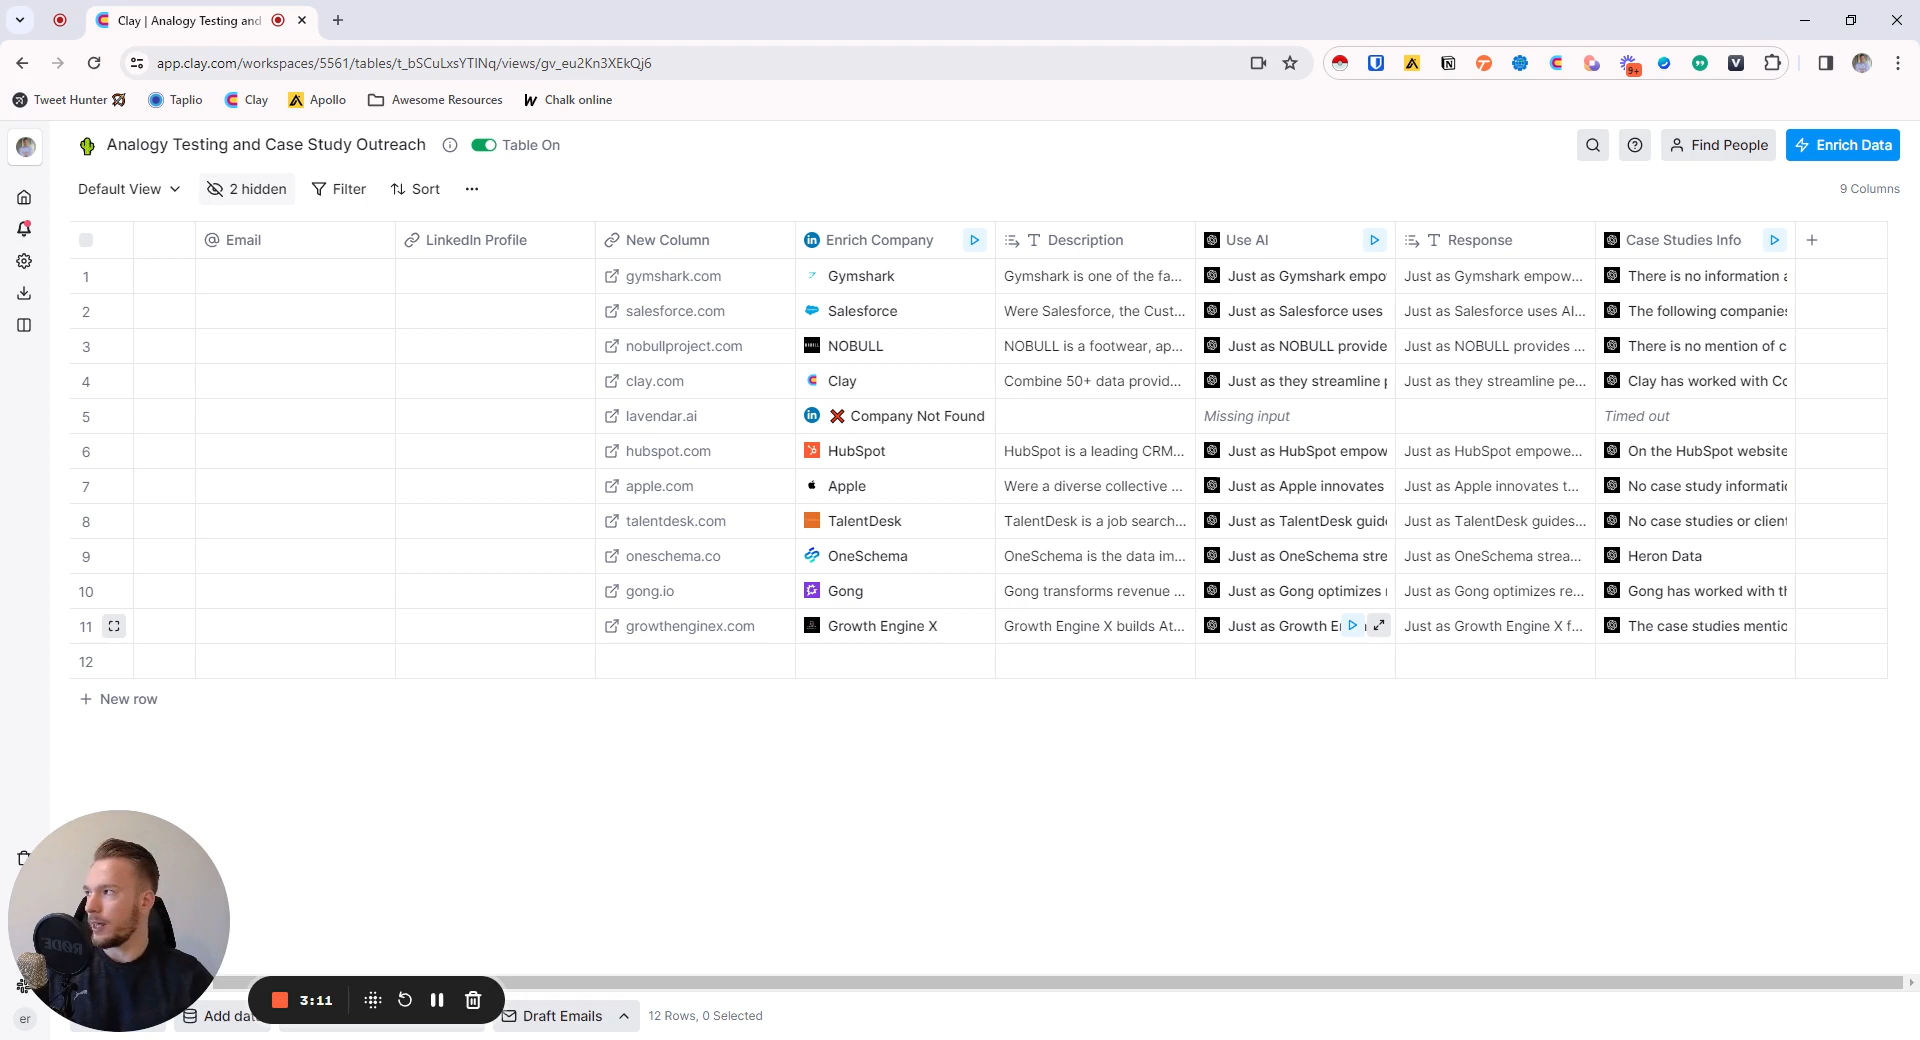 Clay | Analogy Testing and
app.clay.com/workspaces/5561/tables/t_bSCuLxsYTlNq/views/gv_eu2Kn3XEkQj6
9+
Tweet Hunter Taplio Clay Apollo Awesome Resources Chalk online
Analogy Testing and Case Study Outreach Table On
Find People Enrich Data
Default View 2 hidden Filter Sort ... 9 Columns
Email LinkedIn Profile New Column Enrich Company Description Use AI Response Case Studies Info
1 gymshark.com Gymshark Gymshark is one of the fa... Just as Gymshark empo Just as Gymshark empow... There is no information
2 salesforce.com Salesforce Were Salesforce, the Cust... Just as Salesforce uses Just as Salesforce uses AI... The following companies
3 nobullproject.com NOBULL NOBULL is a footwear, ap... Just as NOBULL provide Just as NOBULL provides ... There is no mention of c
4 clay.com Clay Combine 50+ data provid... Just as they streamline Just as they streamline pe... Clay has worked with Co
5 lavendar.ai Company Not Found Missing input Timed out
6 hubspot.com HubSpot HubSpot is a leading CRM... Just as HubSpot empow Just as HubSpot empowe... On the HubSpot website
7 apple.com Apple Were a diverse collective ... Just as Apple innovates Just as Apple innovates t... No case study informati
8 talentdesk.com TalentDesk TalentDesk is a job search... Just as TalentDesk guid Just as TalentDesk guides... No case studies or client
9 oneschema.co OneSchema OneSchema is the data im... Just as OneSchema stre Just as OneSchema strea... Heron Data
10 gong.io Gong Gong transforms revenue ... Just as Gong optimizes Just as Gong optimizes re... Gong has worked with th
11 growthenginex.com Growth Engine X Growth Engine X builds At... Just as Growth Just as Growth Engine X f... The case studies mentio
12
New row
RØDE
3:11
er Add Draft Emails 12 Rows, 0 Selected